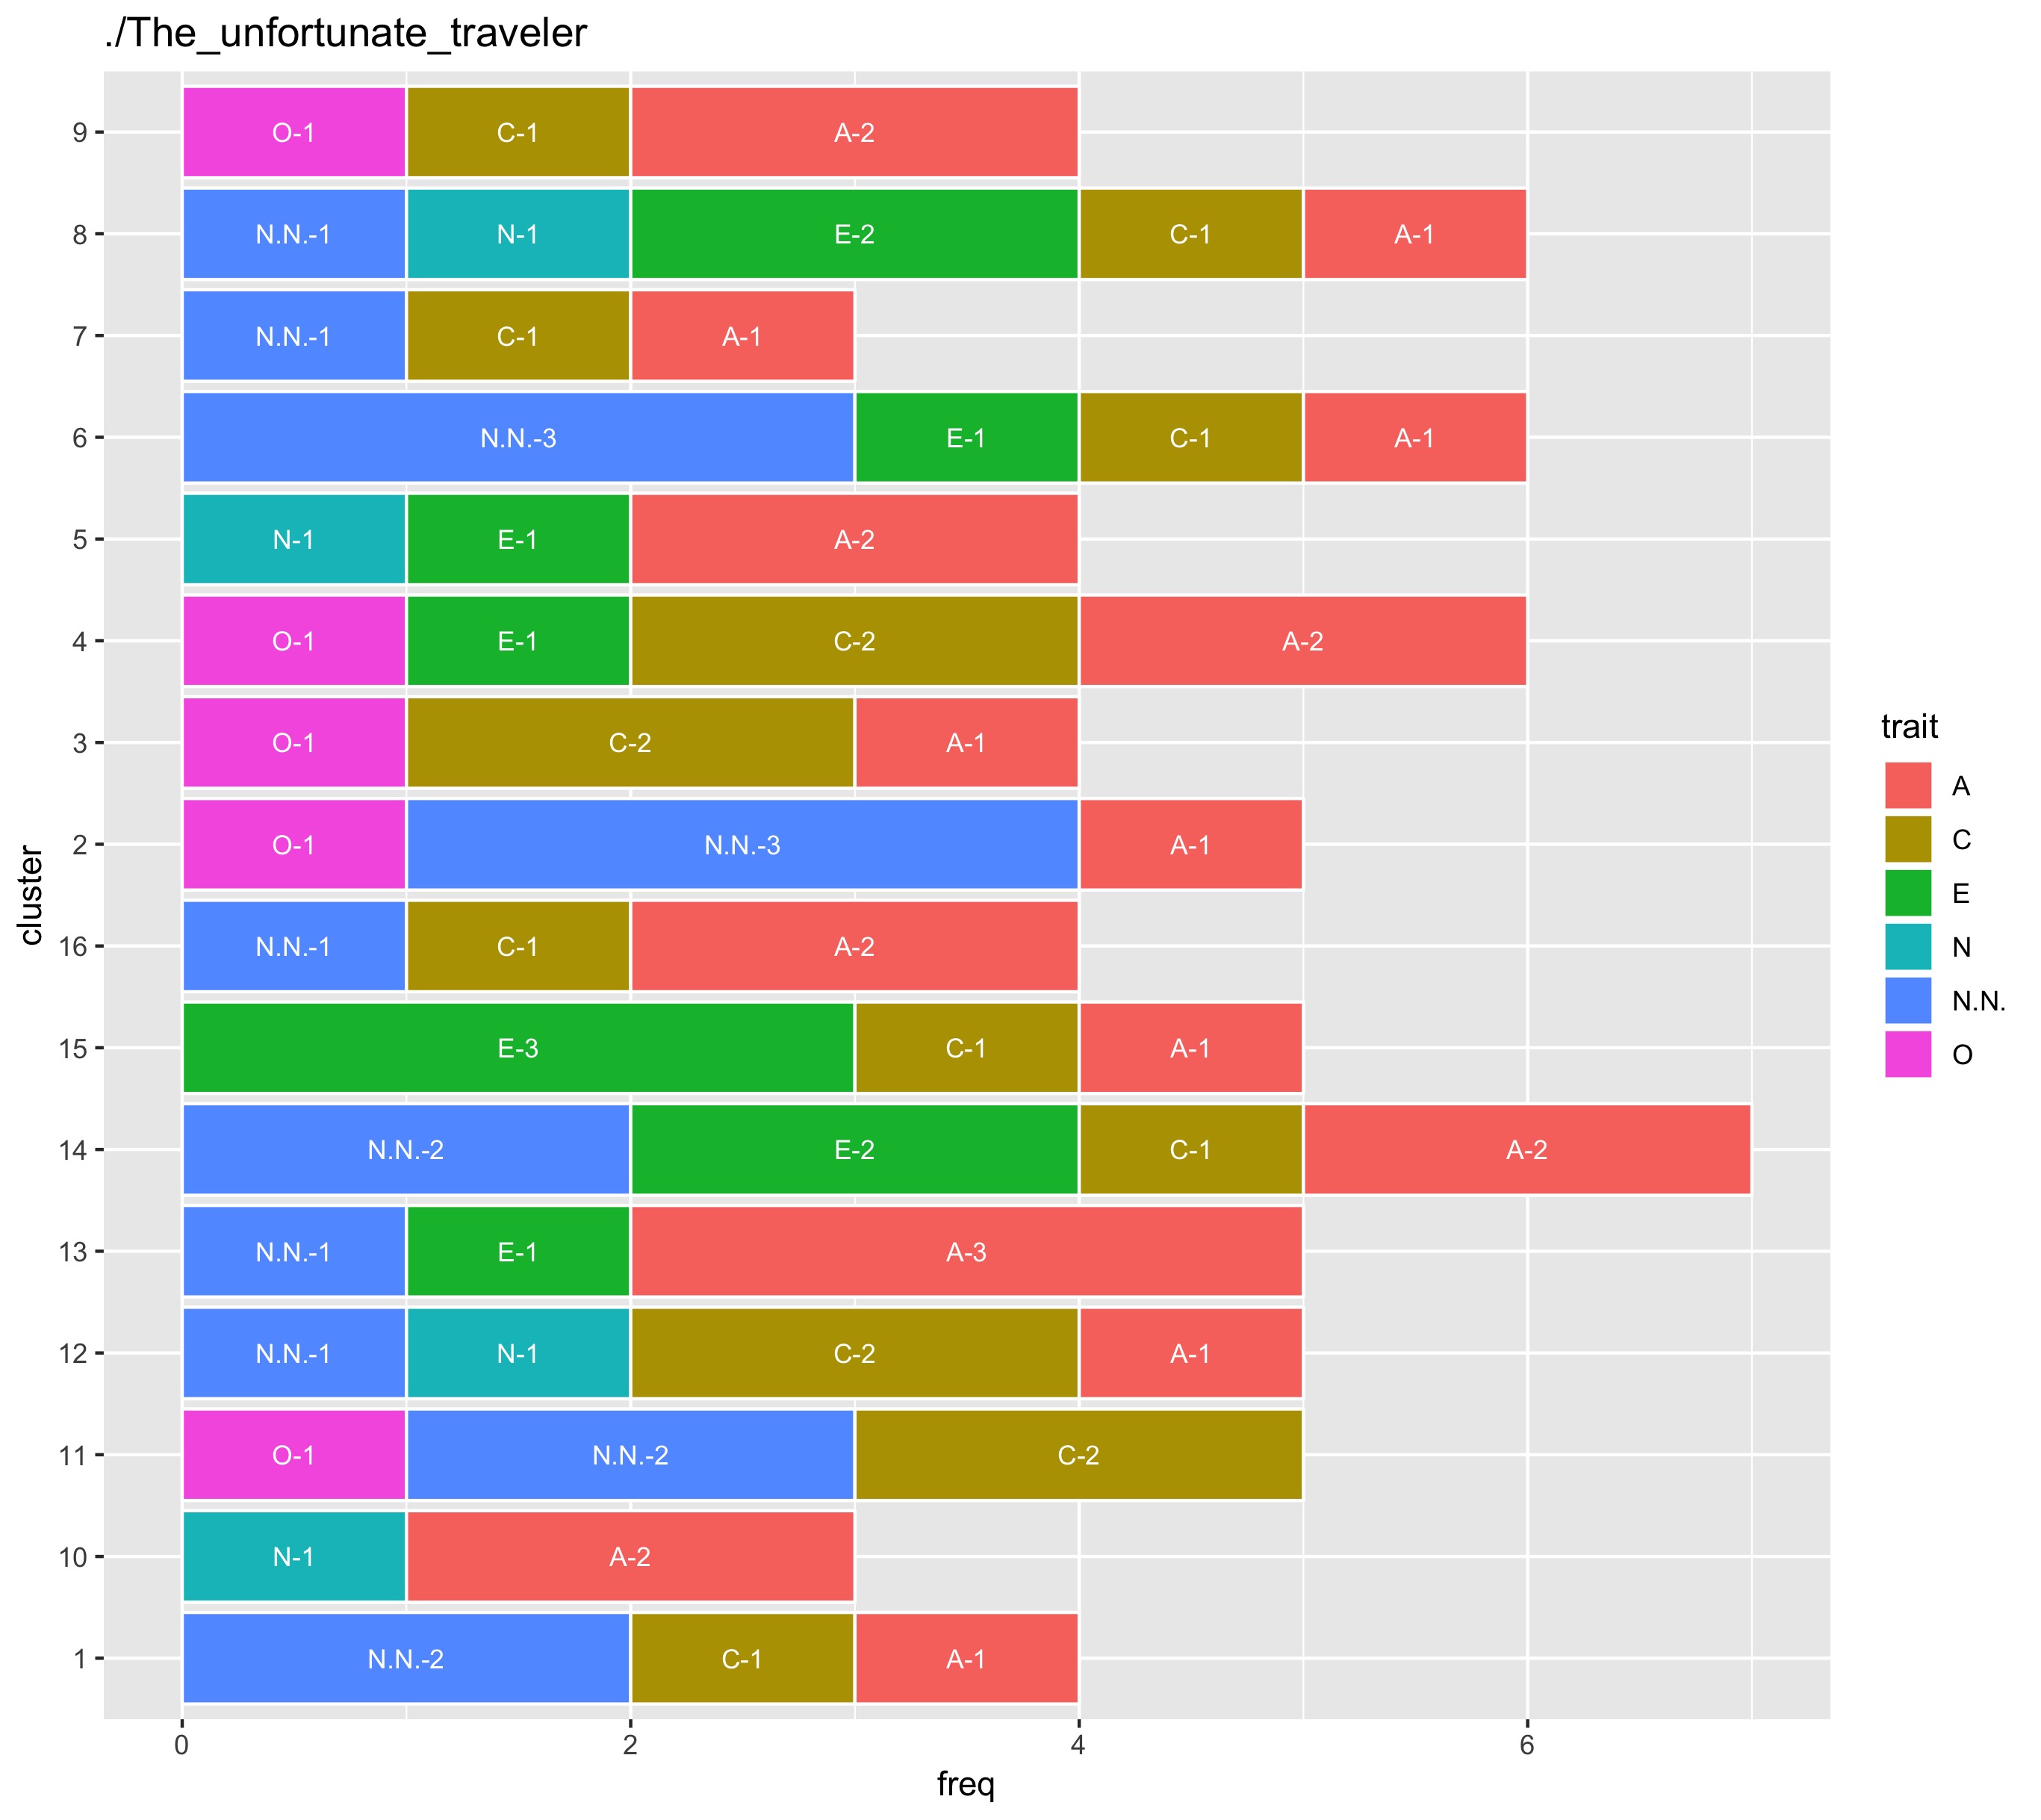 ./The_unfortunate_traveler
9 O-1 C-1 A-2
8 N.N.-1 N-1 E-2 C-1 A-1
7 N.N.-1 C-1 A-1
6 N.N.-3 E-1 C-1 A-1
5 N-1 E-1 A-2
4 O-1 E-1 C-2 A-2
3 O-1 C-2 A-1
2 O-1 N.N.-3 A-1
16 N.N.-1 C-1 A-2
15 E-3 C-1 A-1
14 N.N.-2 E-2 C-1 A-2
13 N.N.-1 E-1 A-3
12 N.N.-1 N-1 C-2 A-1
11 O-1 N.N.-2 C-2
10 N-1 A-2
1 N.N.-2 C-1 A-1
cluster
0 2 4 6
freq
trait
A
C
E
N
N.N.
O